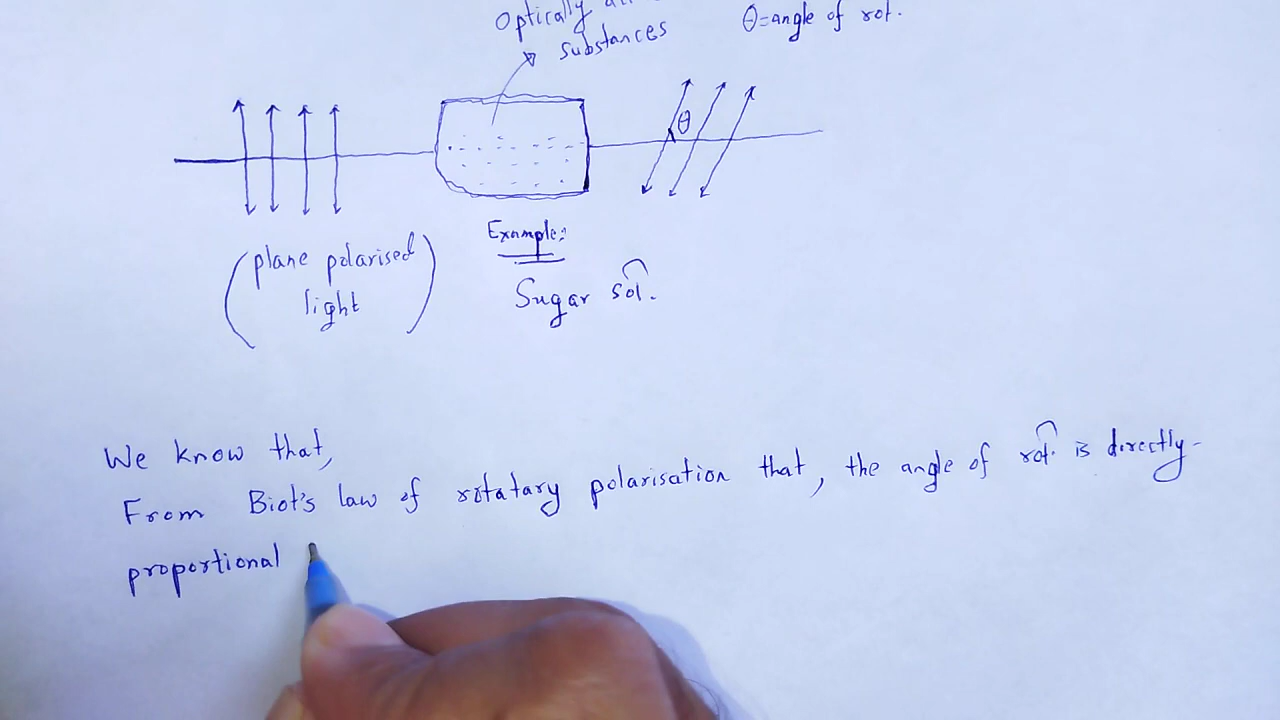 Optically
substances
θ=angle of rot.
θ
(plane polarised
light)
Example:
Sugar sol.
We know that,
From Biot's law of rotatary polarisation that, the angle of rot. is directly-
proportional